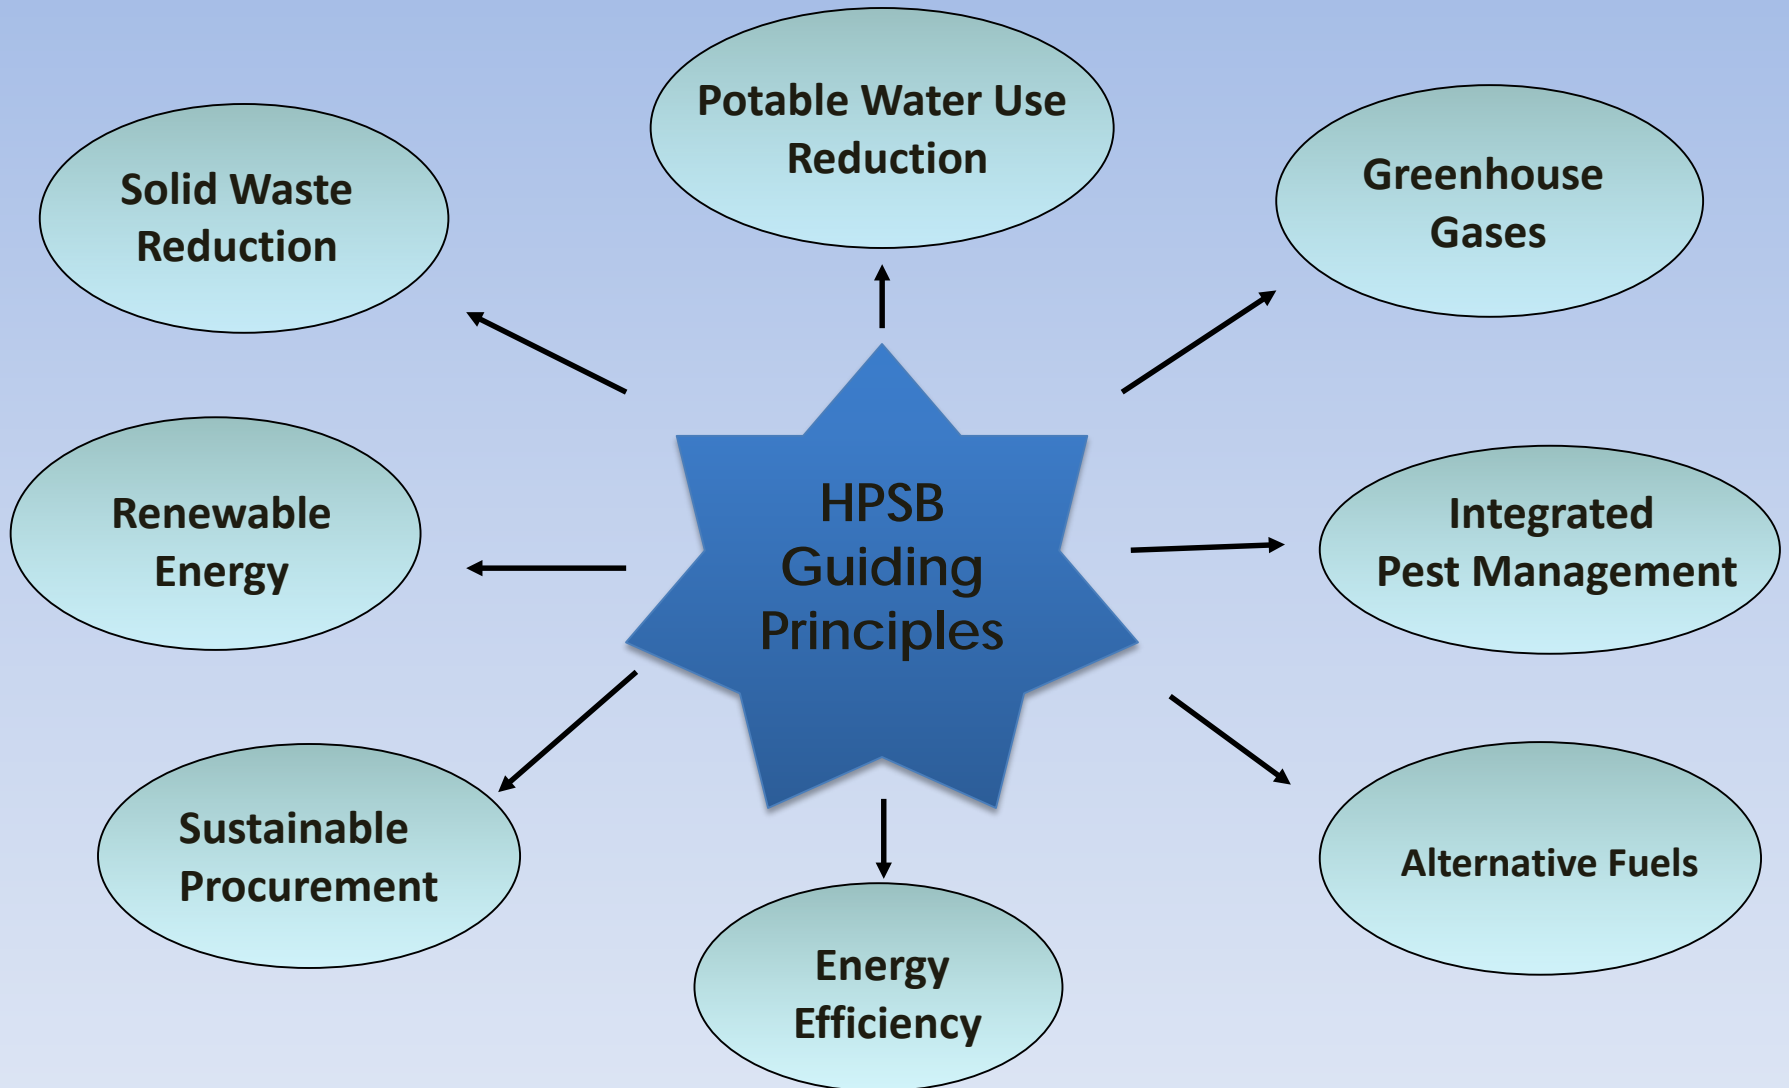 Potable Water Use
Reduction
Solid Waste
Reduction
Greenhouse
Gases
HPSB
Guiding
Principles
Renewable
Energy
Integrated
Pest Management
Sustainable
Procurement
Alternative Fuels
Energy
Efficiency